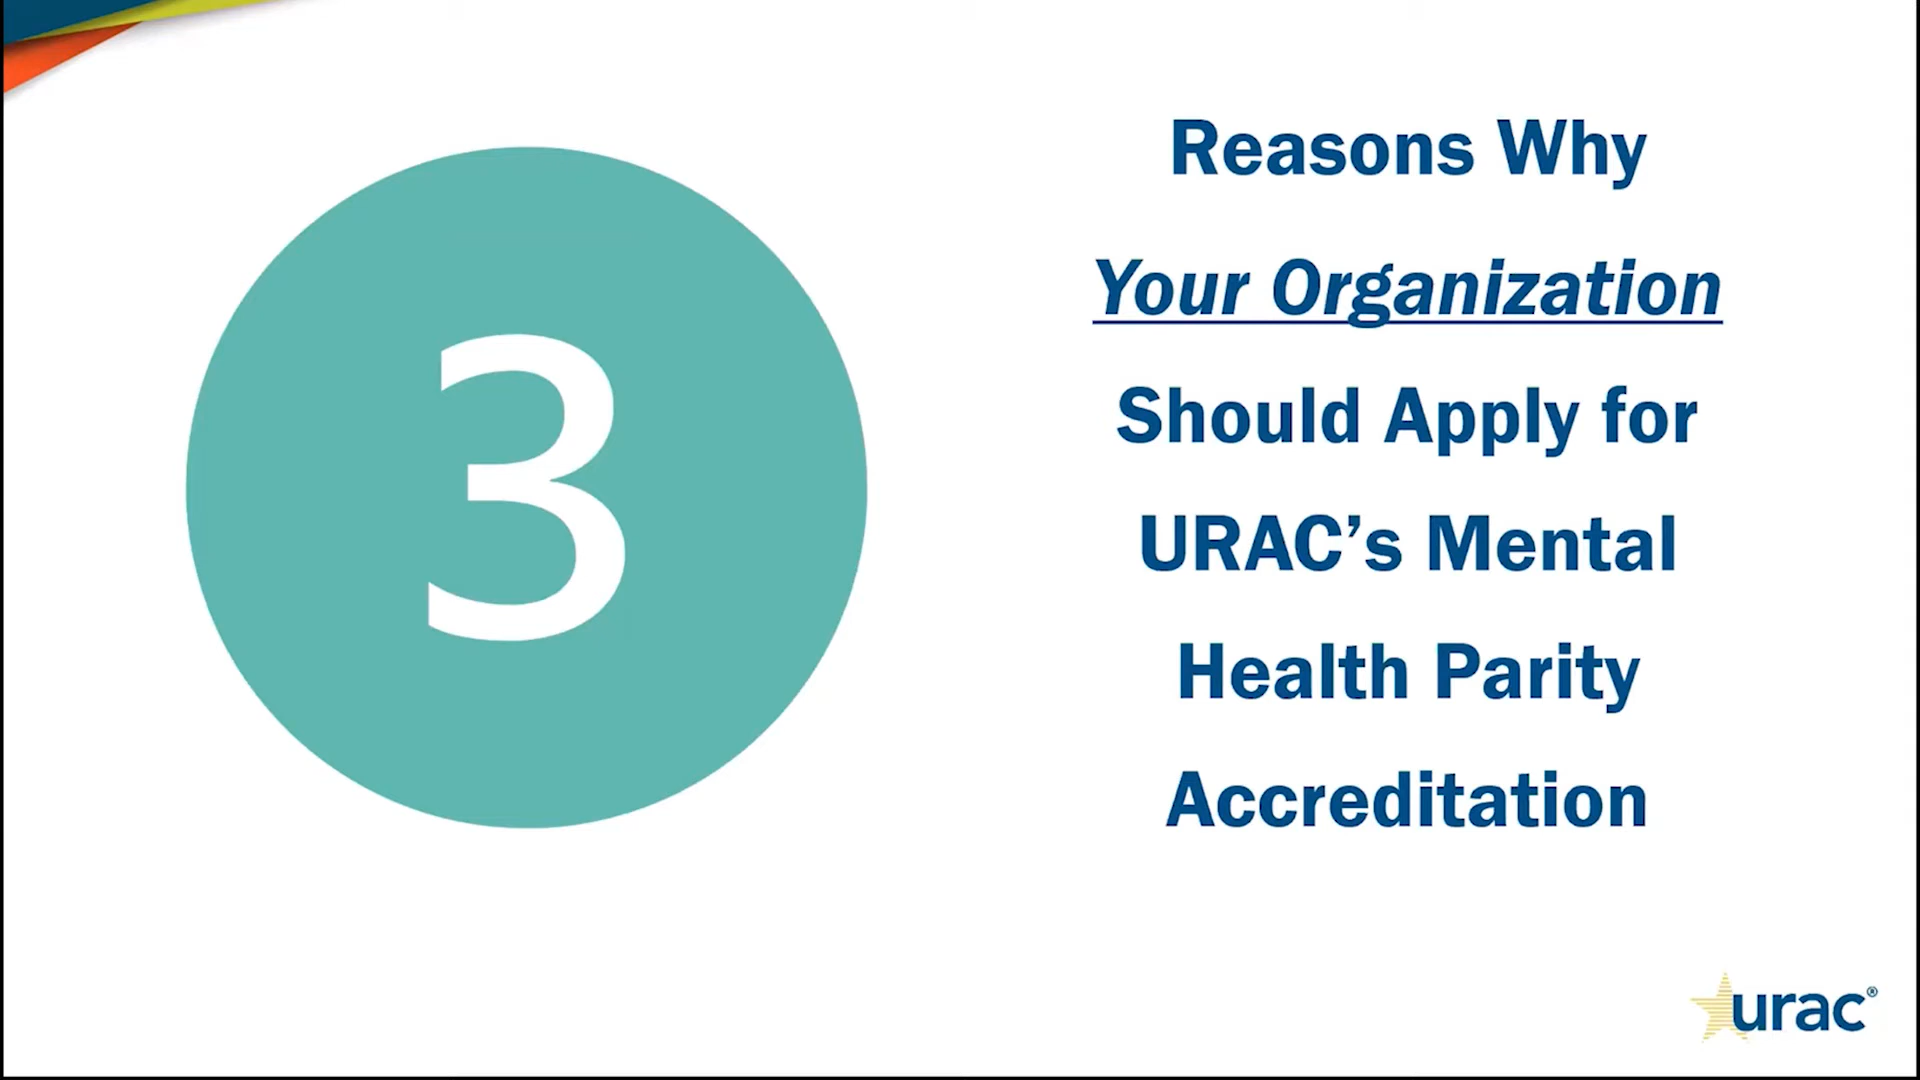 3
Reasons Why
Your Organization
Should Apply for
URAC’s Mental
Health Parity
Accreditation
urac®